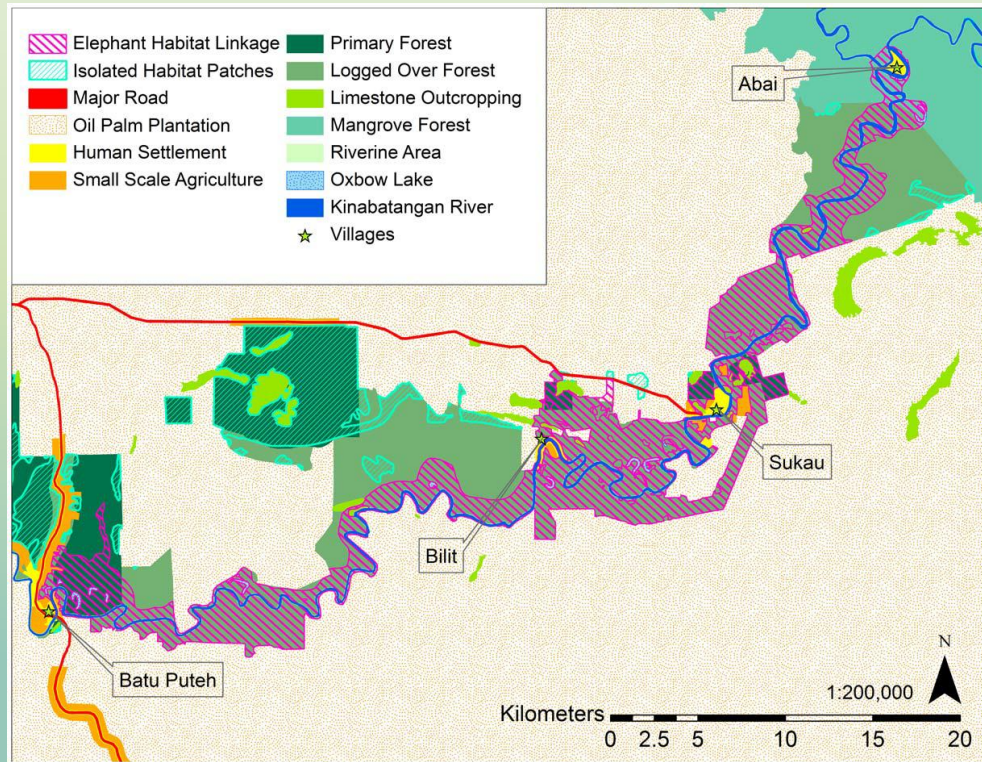 Elephant Habitat Linkage
Isolated Habitat Patches
Major Road
Oil Palm Plantation
Human Settlement
Small Scale Agriculture
Primary Forest
Logged Over Forest
Limestone Outcropping
Mangrove Forest
Riverine Area
Oxbow Lake
Kinabatangan River
Villages
Abai
Sukau
Bilit
Batu Puteh
N
1:200,000
Kilometers
0 2.5 5 10 15 20